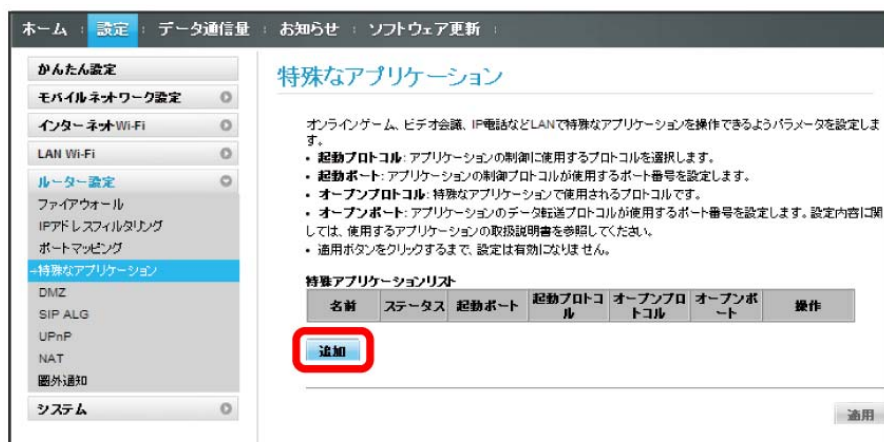 ホーム 設定 データ通信量 お知らせ ソフトウェア更新
かんたん設定
モバイルネットワーク設定
インターネットWi-Fi
LAN Wi-Fi
ルーター設定
ファイアウォール
IPアドレスフィルタリング
ポートマッピング
特殊なアプリケーション
DMZ
SIP ALG
UPnP
NAT
圏外通知
システム
特殊なアプリケーション
オンラインゲーム、ビデオ会議、IP電話などLANで特殊なアプリケーションを操作できるようパラメータを設定しま
す。
• 起動プロトコル: アプリケーションの制御に使用するプロトコルを選択します。
• 起動ポート: アプリケーションの制御プロトコルが使用するポート番号を設定します。
• オープンプロトコル: 特殊なアプリケーションで使用されるプロトコルです。
• オープンポート: アプリケーションのデータ転送プロトコルが使用するポート番号を設定します。設定内容に関
しては、使用するアプリケーションの取扱説明書を参照してください。
• 適用ボタンをクリックするまで、設定は有効になりません。
特殊アプリケーションリスト
名前 ステータス 起動ポート 起動プロトコル オープンプロトコル オープンポート 操作
追加
適用